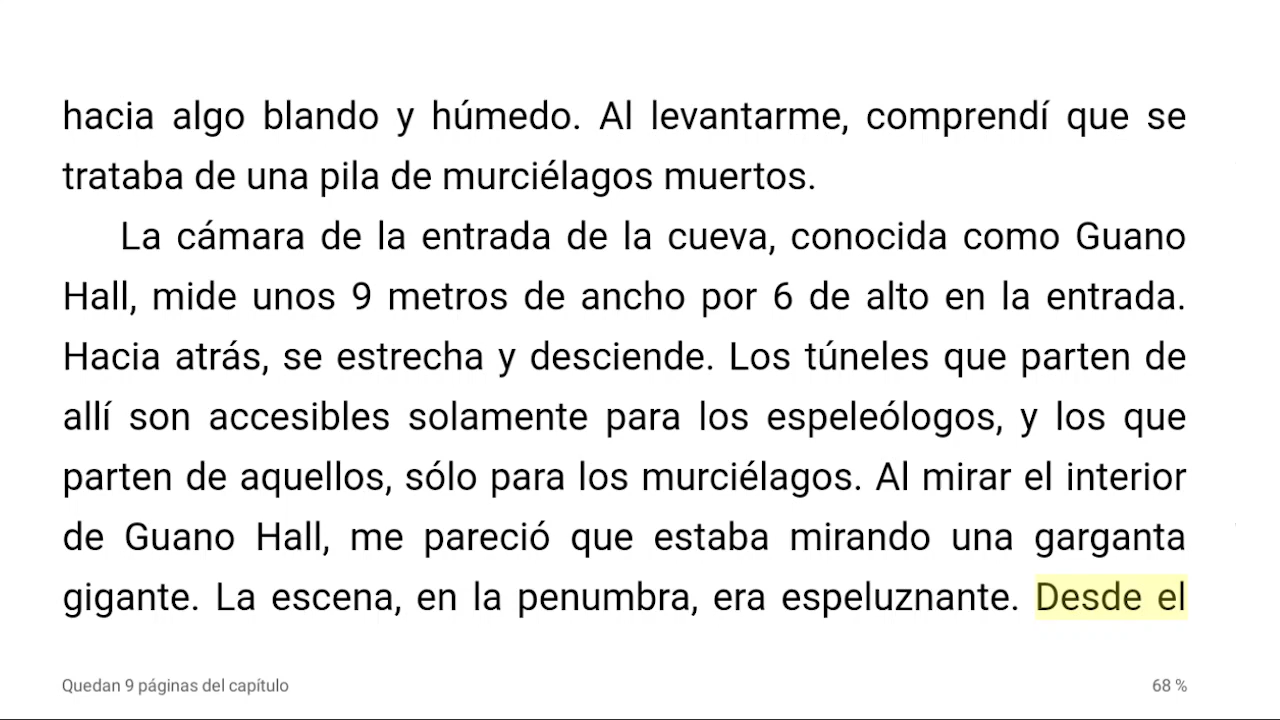 hacia algo blando y húmedo. Al levantarme, comprendí que se
trataba de una pila de murciélagos muertos.
La cámara de la entrada de la cueva, conocida como Guano
Hall, mide unos 9 metros de ancho por 6 de alto en la entrada.
Hacia atrás, se estrecha y desciende. Los túneles que parten de
allí son accesibles solamente para los espeleólogos, y los que
parten de aquellos, sólo para los murciélagos. Al mirar el interior
de Guano Hall, me pareció que estaba mirando una garganta
gigante. La escena, en la penumbra, era espeluznante. Desde el
Quedan 9 páginas del capítulo
68 %